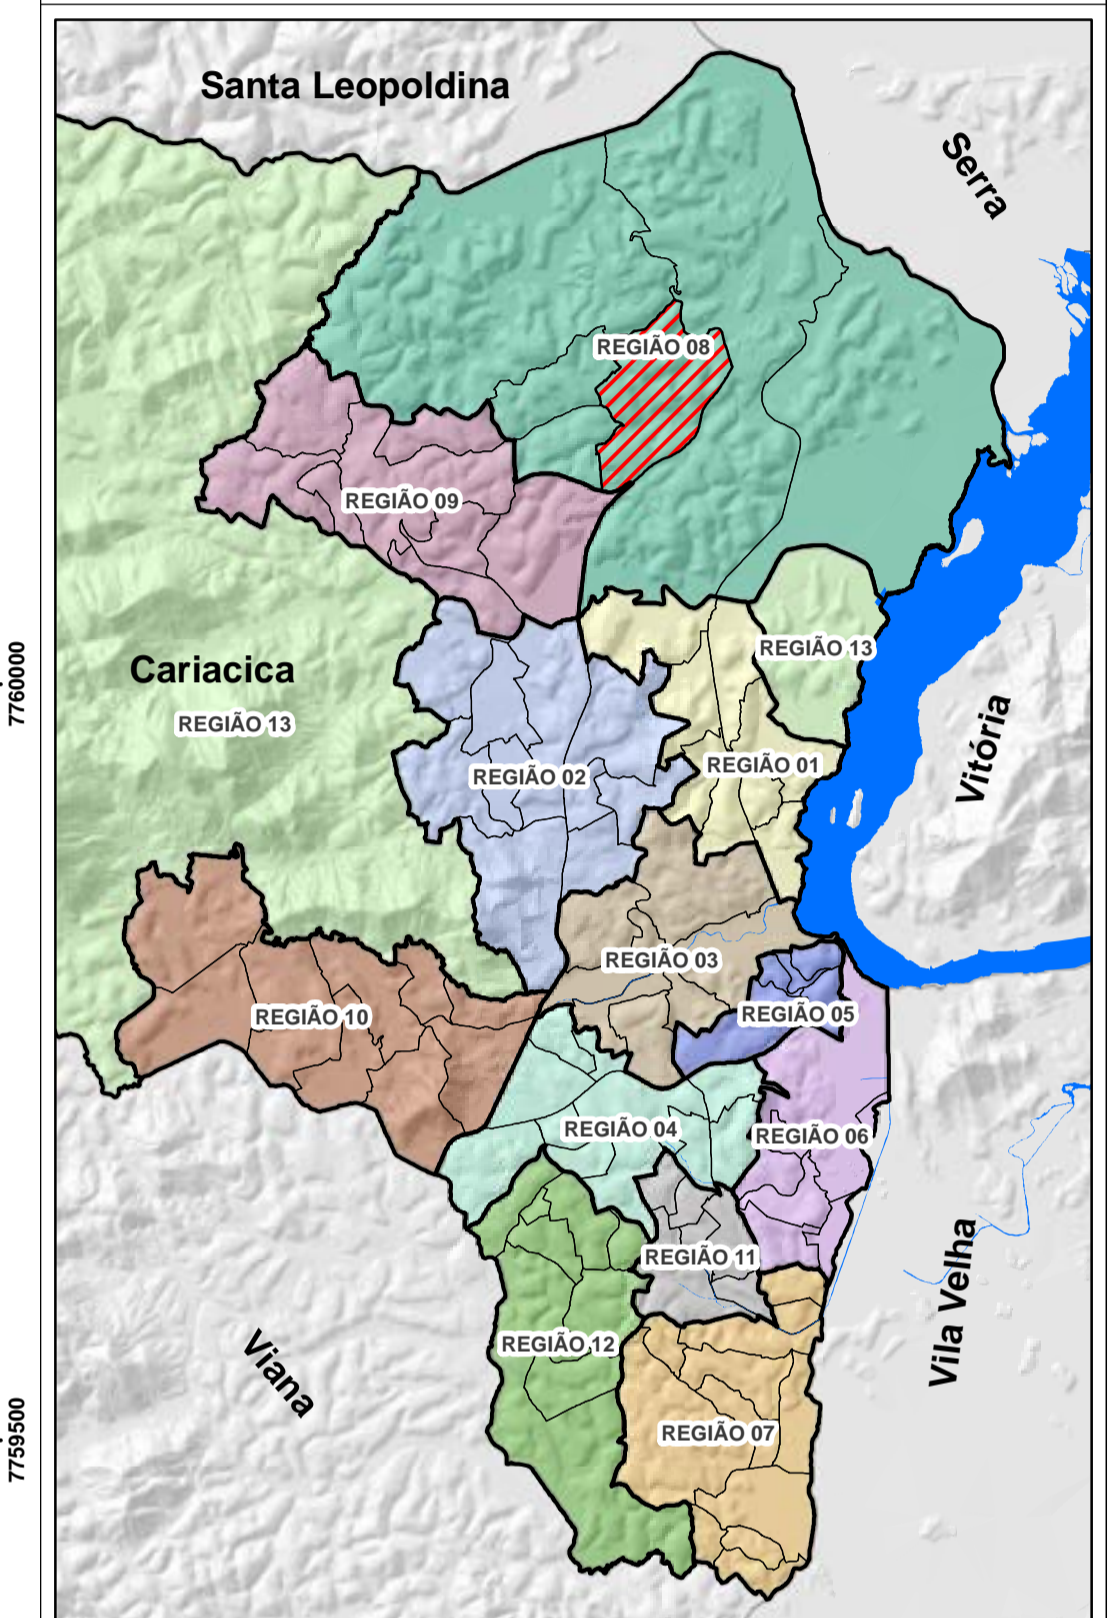 Santa Leopoldina
Serra
REGIÃO 08
REGIÃO 09
REGIÃO 13
Cariacica
REGIÃO 13
7760000
Vitória
REGIÃO 01
REGIÃO 02
REGIÃO 03
REGIÃO 05
REGIÃO 10
REGIÃO 04
REGIÃO 06
REGIÃO 11
Vila Velha
REGIÃO 12
Viana
REGIÃO 07
7759500